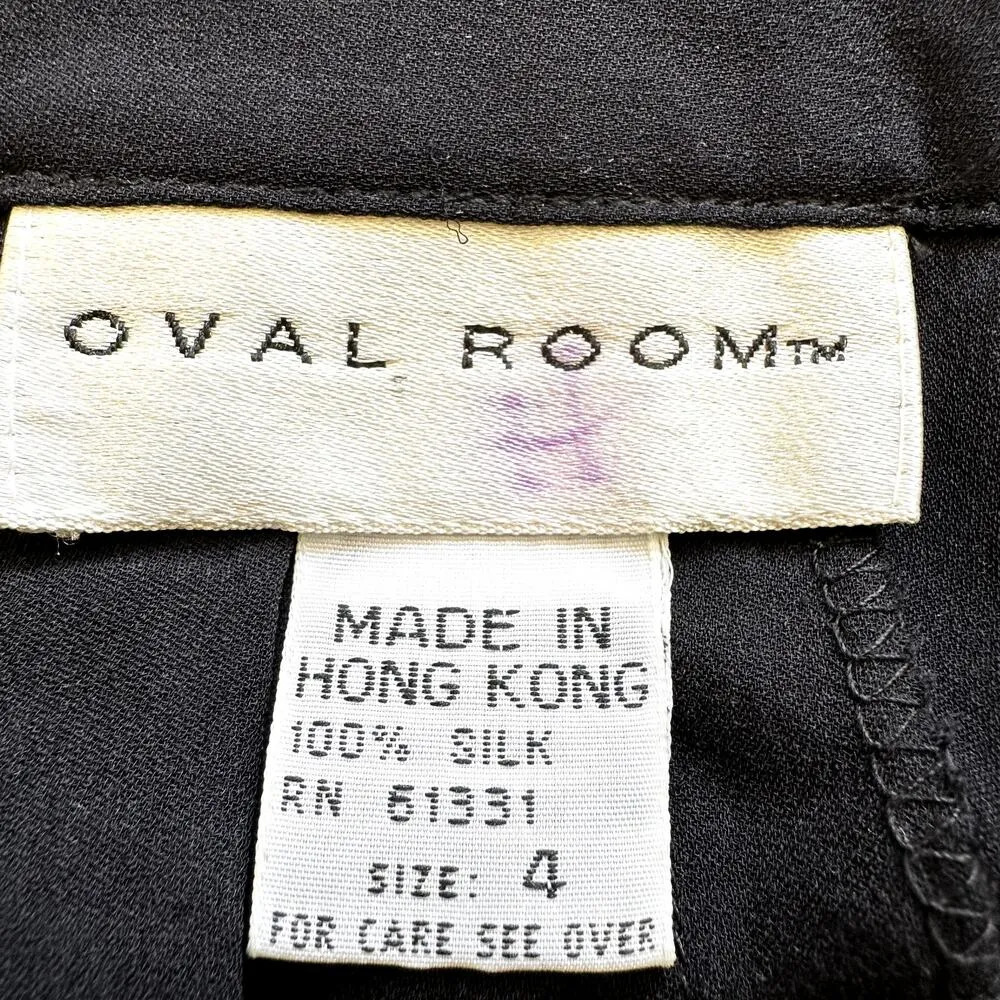 OVAL ROOM™
MADE IN
HONG KONG
100% SILK
RN 61331
SIZE: 4
FOR CARE SEE OVER